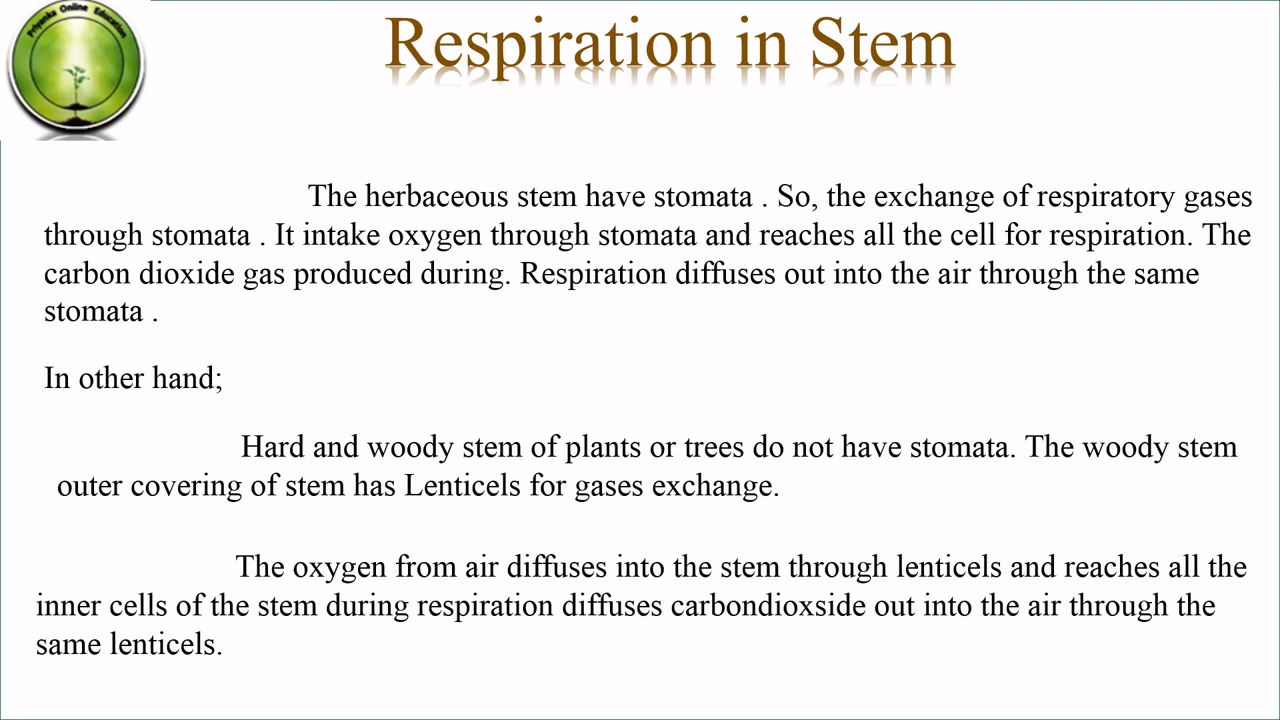 Priyanka Online Education
Respiration in Stem
The herbaceous stem have stomata . So, the exchange of respiratory gases
through stomata . It intake oxygen through stomata and reaches all the cell for respiration. The
carbon dioxide gas produced during. Respiration diffuses out into the air through the same
stomata .
In other hand;
Hard and woody stem of plants or trees do not have stomata. The woody stem
outer covering of stem has Lenticels for gases exchange.
The oxygen from air diffuses into the stem through lenticels and reaches all the
inner cells of the stem during respiration diffuses carbondioxside out into the air through the
same lenticels.